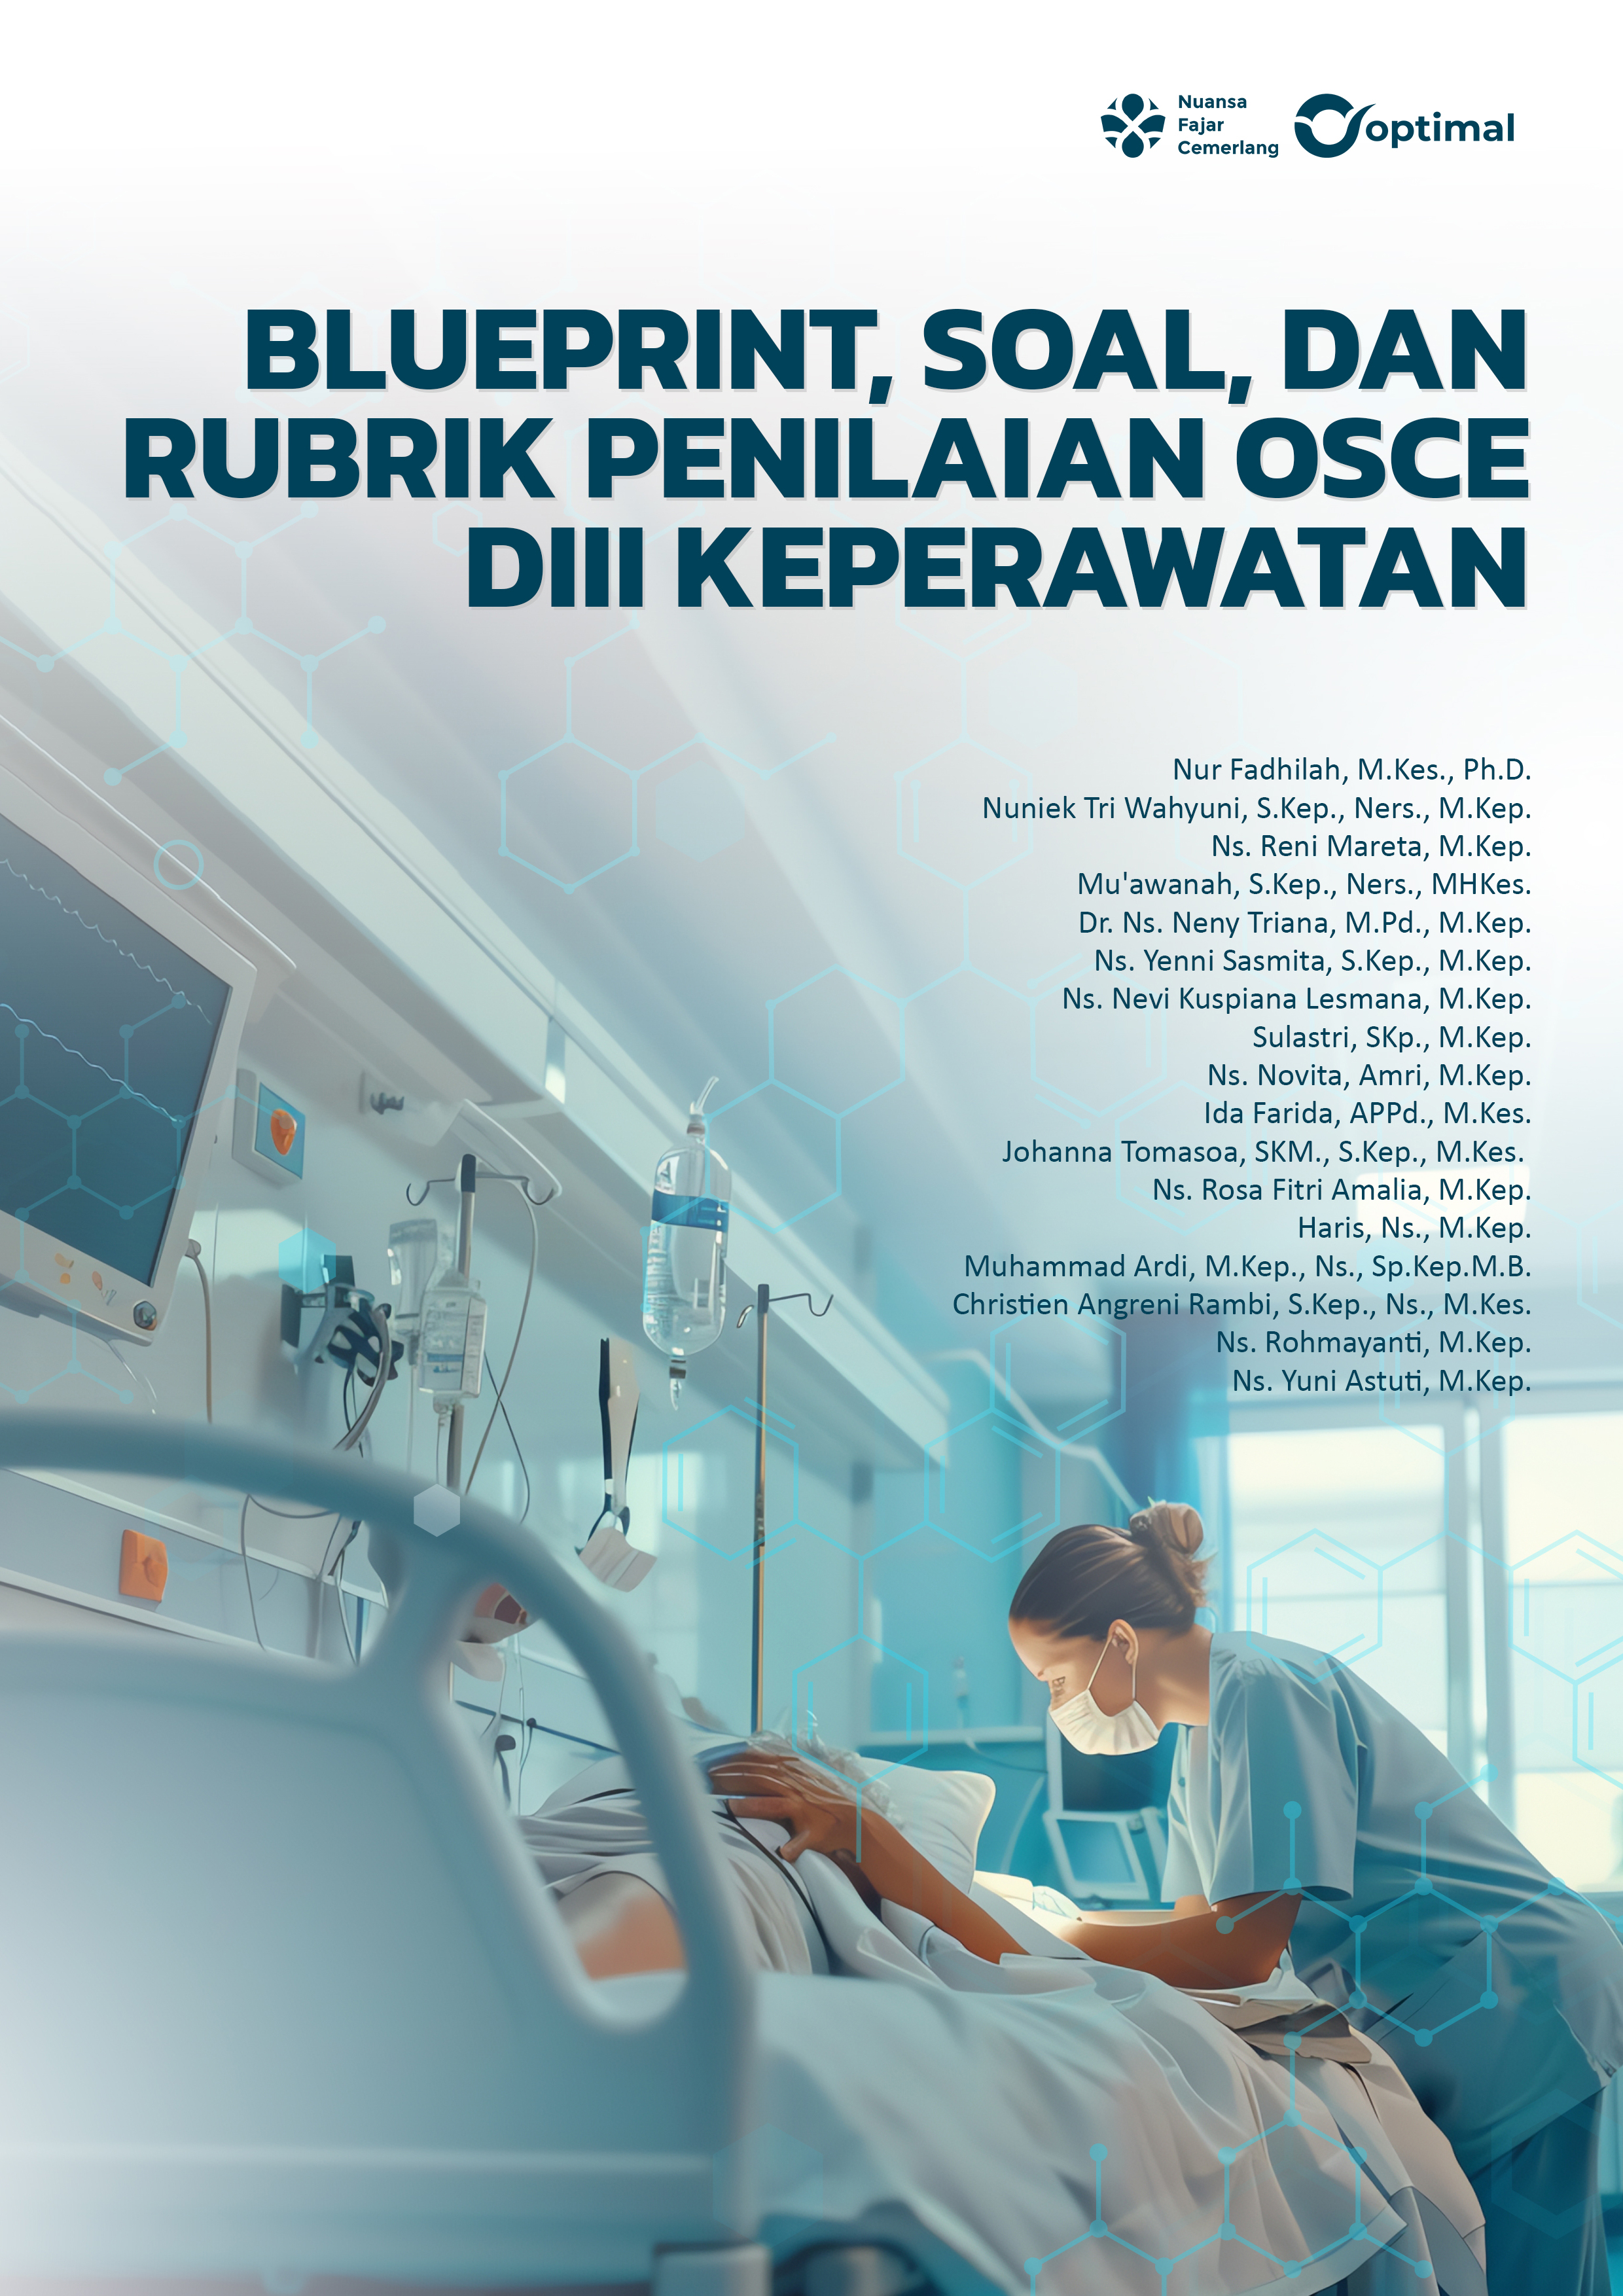 Nuansa
Fajar
Cemerlang
optimal
BLUEPRINT, SOAL, DAN
RUBRIK PENILAIAN OSCE
DIII KEPERAWATAN
Nur Fadhilah, M.Kes., Ph.D.
Nuniek Tri Wahyuni, S.Kep., Ners., M.Kep.
Ns. Reni Mareta, M.Kep.
Mu'awanah, S.Kep., Ners., MHKes.
Dr. Ns. Neny Triana, M.Pd., M.Kep.
Ns. Yenni Sasmita, S.Kep., M.Kep.
Ns. Nevi Kuspiana Lesmana, M.Kep.
Sulastri, SKp., M.Kep.
Ns. Novita, Amri, M.Kep.
Ida Farida, APPd., M.Kes.
Johanna Tomasoa, SKM., S.Kep., M.Kes.
Ns. Rosa Fitri Amalia, M.Kep.
Haris, Ns., M.Kep.
Muhammad Ardi, M.Kep., Ns., Sp.Kep.M.B.
Christien Angreni Rambi, S.Kep., Ns., M.Kes.
Ns. Rohmayanti, M.Kep.
Ns. Yuni Astuti, M.Kep.